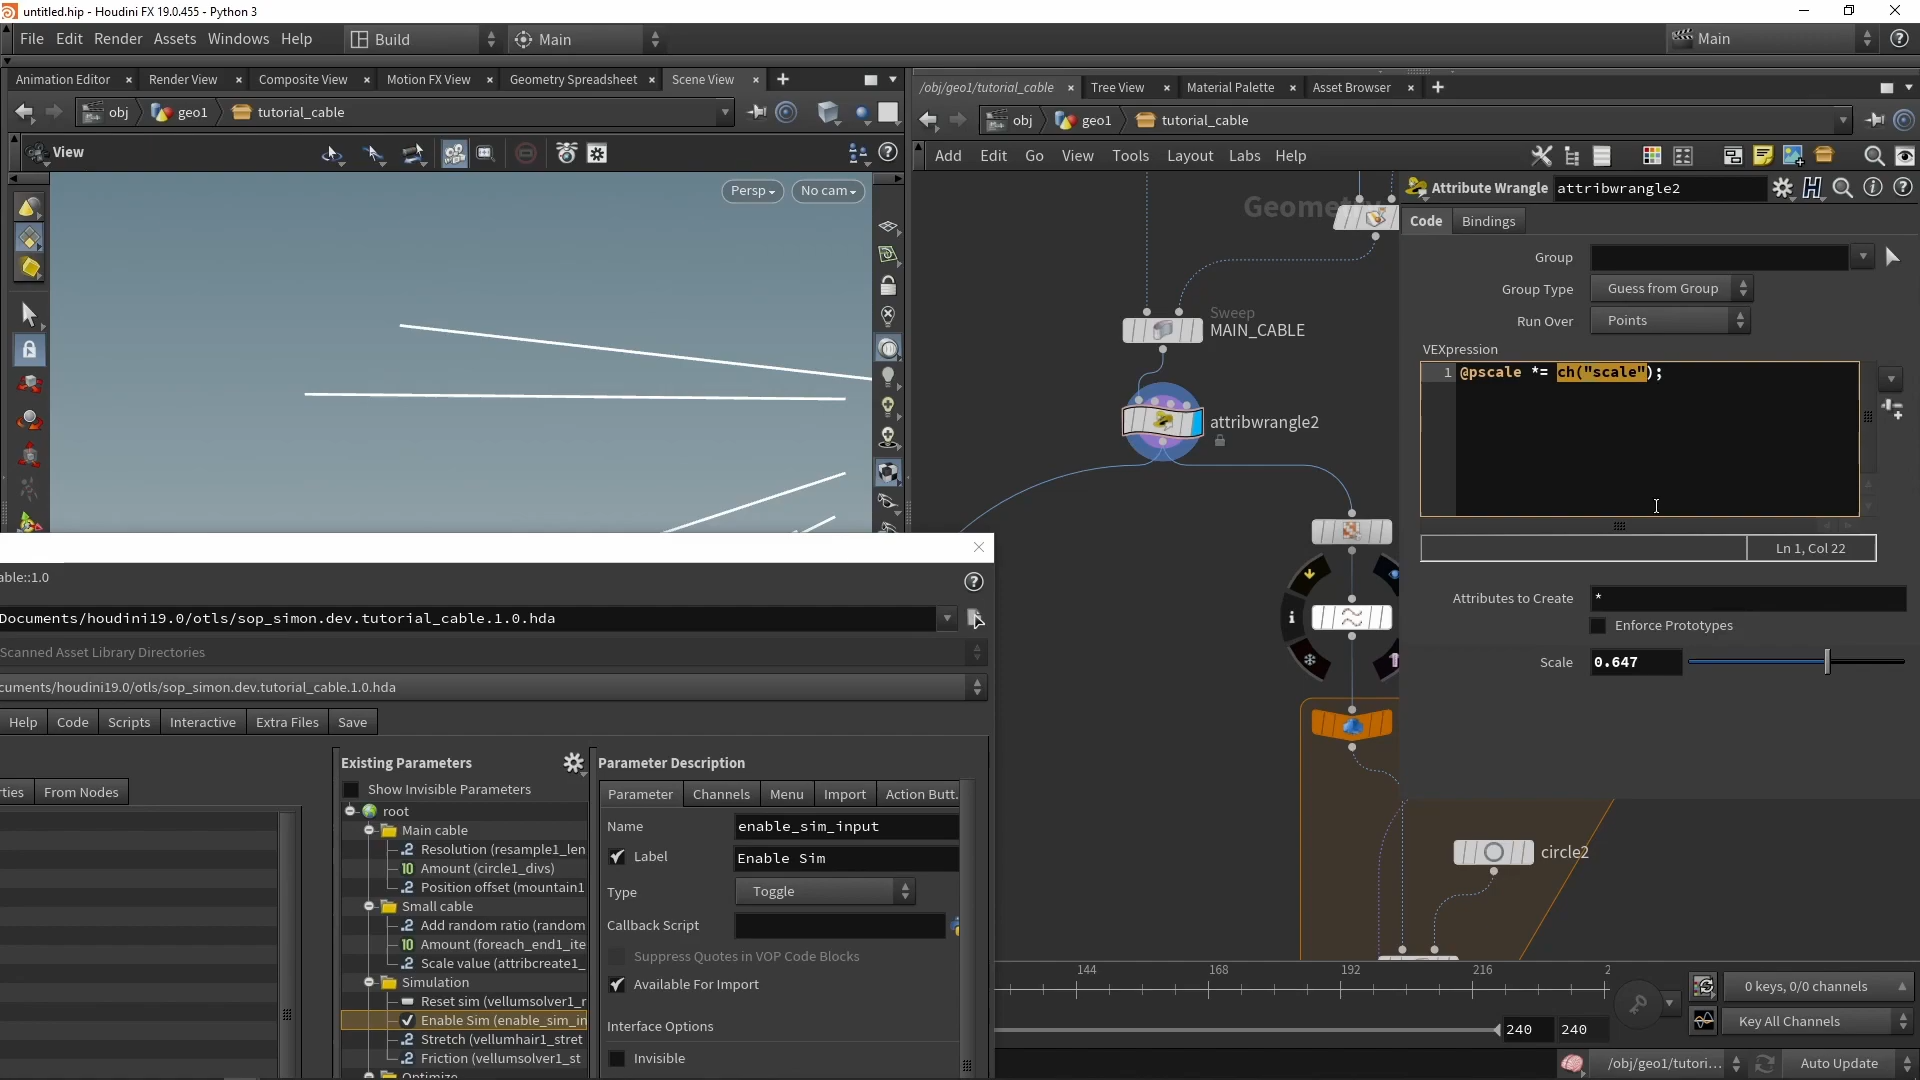 untitled.hip - Houdini FX 19.0.455 - Python 3
File Edit Render Assets Windows Help Build Main Main
Animation Editor Render View Composite View Motion FX View Geometry Spreadsheet Scene View
/obj/geo1/tutorial_cable Tree View Material Palette Asset Browser
obj geo1 tutorial_cable
obj geo1 tutorial_cable
View
Add Edit Go View Tools Layout Labs Help
Persp No cam
Geometry
Sweep
MAIN_CABLE
attribwrangle2
circle2
Attribute Wrangle attribwrangle2
Code Bindings
Group
Group Type Guess from Group
Run Over Points
VEXpression
1 @pscale *= ch("scale");
Ln 1, Col 22
Attributes to Create *
Enforce Prototypes
Scale 0.647
able::1.0
Documents/houdini19.0/otls/sop_simon.dev.tutorial_cable.1.0.hda
Scanned Asset Library Directories
cuments/houdini19.0/otls/sop_simon.dev.tutorial_cable.1.0.hda
Help Code Scripts Interactive Extra Files Save
rties From Nodes
Existing Parameters
Show Invisible Parameters
root
Main cable
Resolution (resample1_len
Amount (circle1_divs)
Position offset (mountain1
Small cable
Add random ratio (random
Amount (foreach_end1_ite
Scale value (attribcreate1_
Simulation
Reset sim (vellumsolver1_r
Enable Sim (enable_sim_in
Stretch (vellumhair1_stret
Friction (vellumsolver1_st
Optimize
Parameter Description
Parameter Channels Menu Import Action Butt.
Name enable_sim_input
Label Enable Sim
Type Toggle
Callback Script
Suppress Quotes in VOP Code Blocks
Available For Import
Interface Options
Invisible
144 168 192 216 2
240 240
0 keys, 0/0 channels
Key All Channels
/obj/geo1/tutori... Auto Update